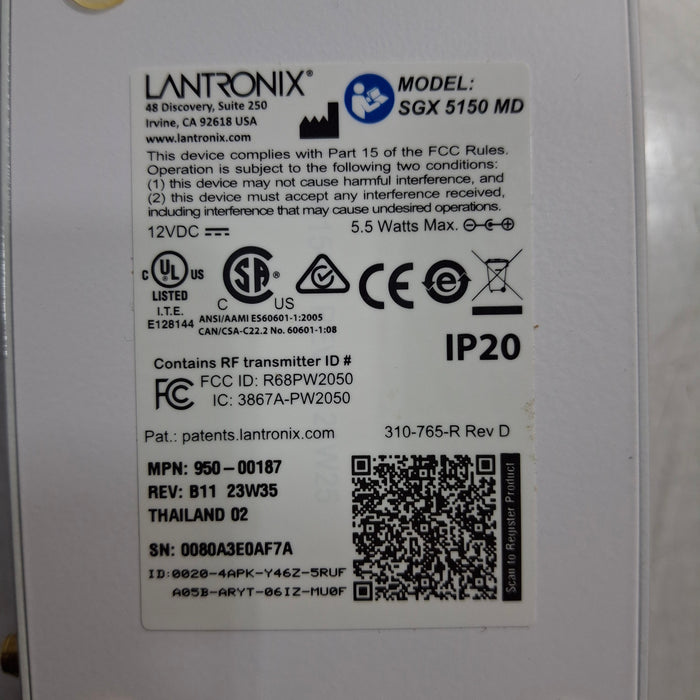 LANTRONIX®
48 Discovery, Suite 250
Irvine, CA 92618 USA
www.lantronix.com
MODEL:
SGX 5150 MD
This device complies with Part 15 of the FCC Rules.
Operation is subject to the following two conditions:
(1) this device may not cause harmful interference, and
(2) this device must accept any interference received,
including interference that may cause undesired operations.
12VDC
5.5 Watts Max.
C UL US
LISTED
I.T.E.
E128144
SA ®
C US
ANSI/AAMI ES60601-1:2005
CAN/CSA-C22.2 No. 60601-1:08
CE
IP20
Contains RF transmitter ID #
FC FCC ID: R68PW2050
IC: 3867A-PW2050
Pat.: patents.lantronix.com
310-765-R Rev D
MPN: 950-00187
REV: B11 23W35
THAILAND 02
SN: 0080A3E0AF7A
ID:0020-4APK-Y46Z-5RUF
A05B-ARYT-06IZ-MU0F
Scan to Register Product